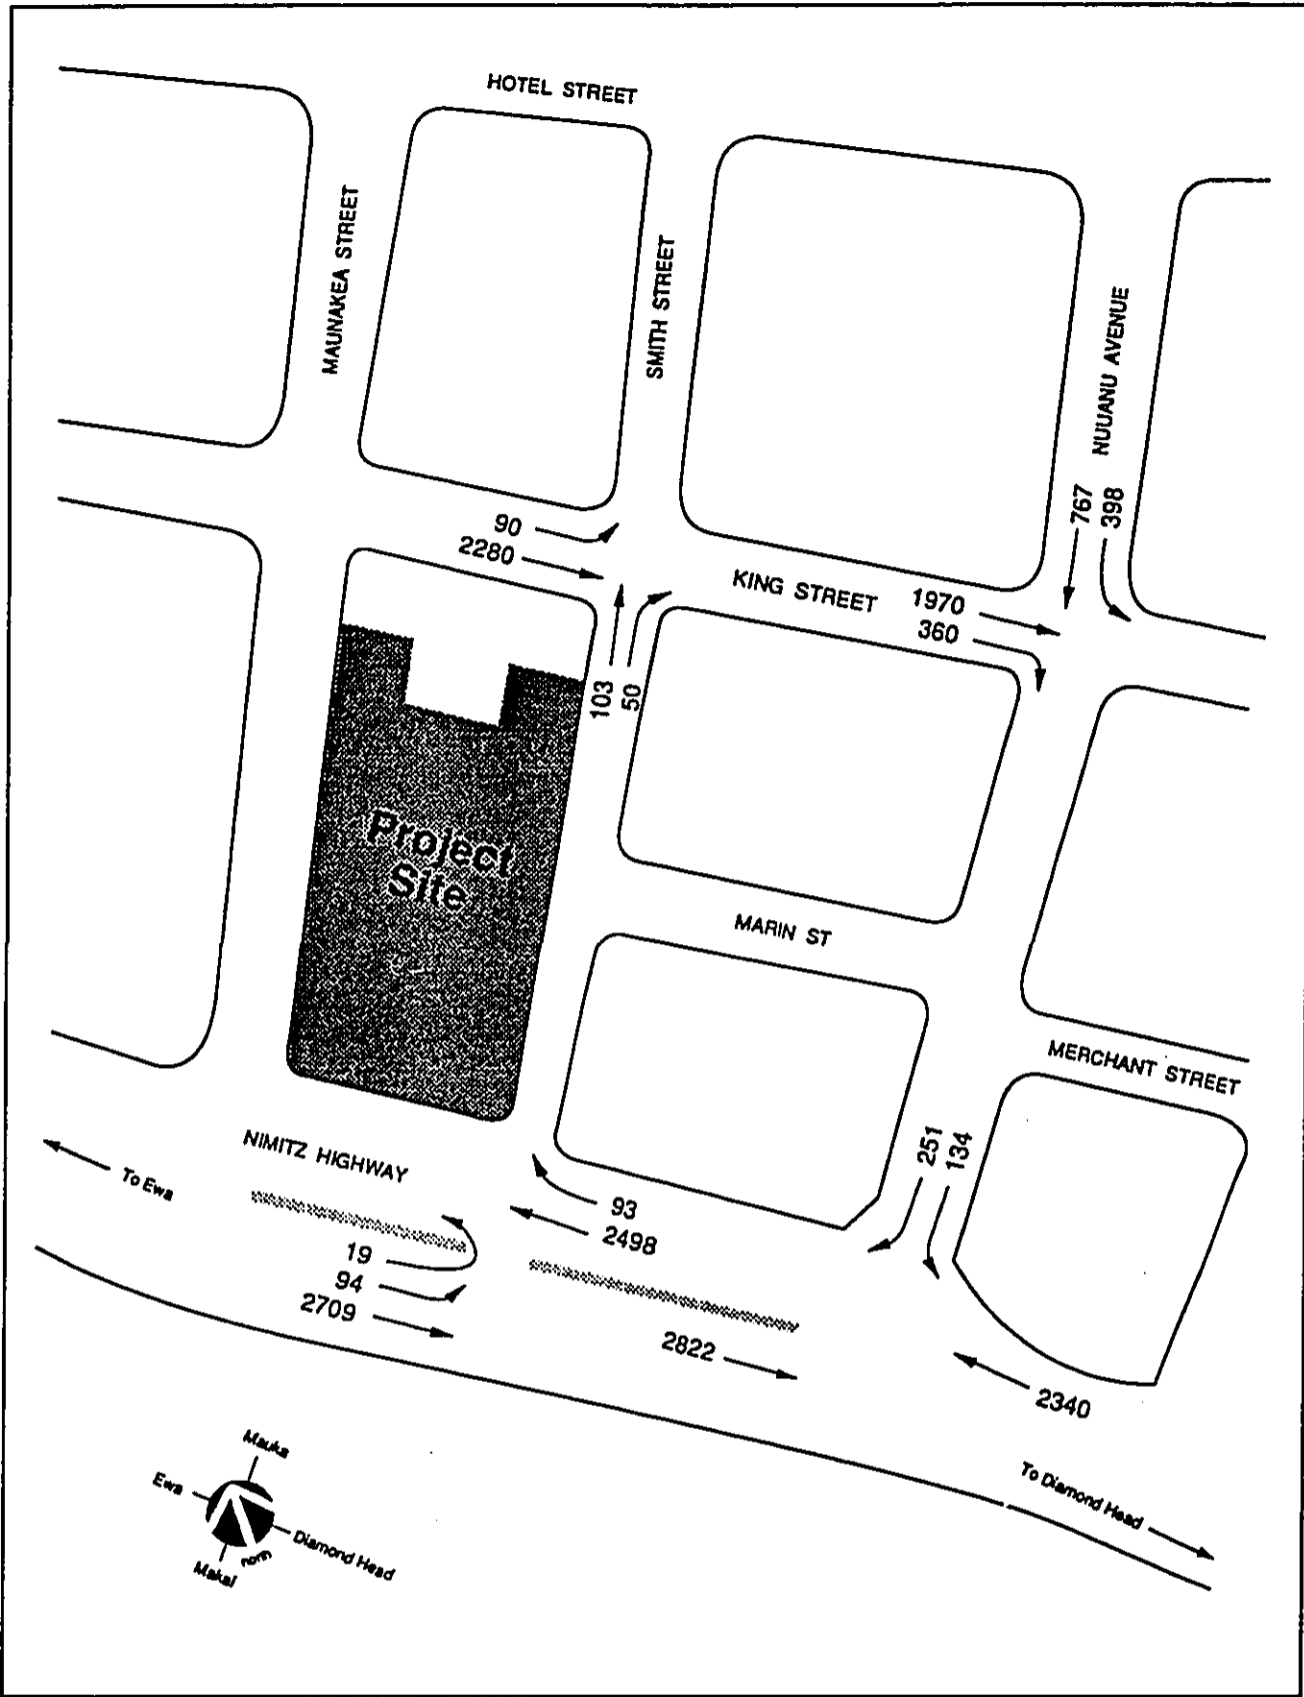 HOTEL STREET
MAUNAKEA STREET
SMITH STREET
NUUANU AVENUE
767
398
90
2280
KING STREET
1970
360
103
50
Project
Site
MARIN ST
MERCHANT STREET
251
134
NIMITZ HIGHWAY
To Ewa
93
2498
19
94
2709
2822
2340
To Diamond Head
Mauka
Ewa
Diamond Head
Makai
north